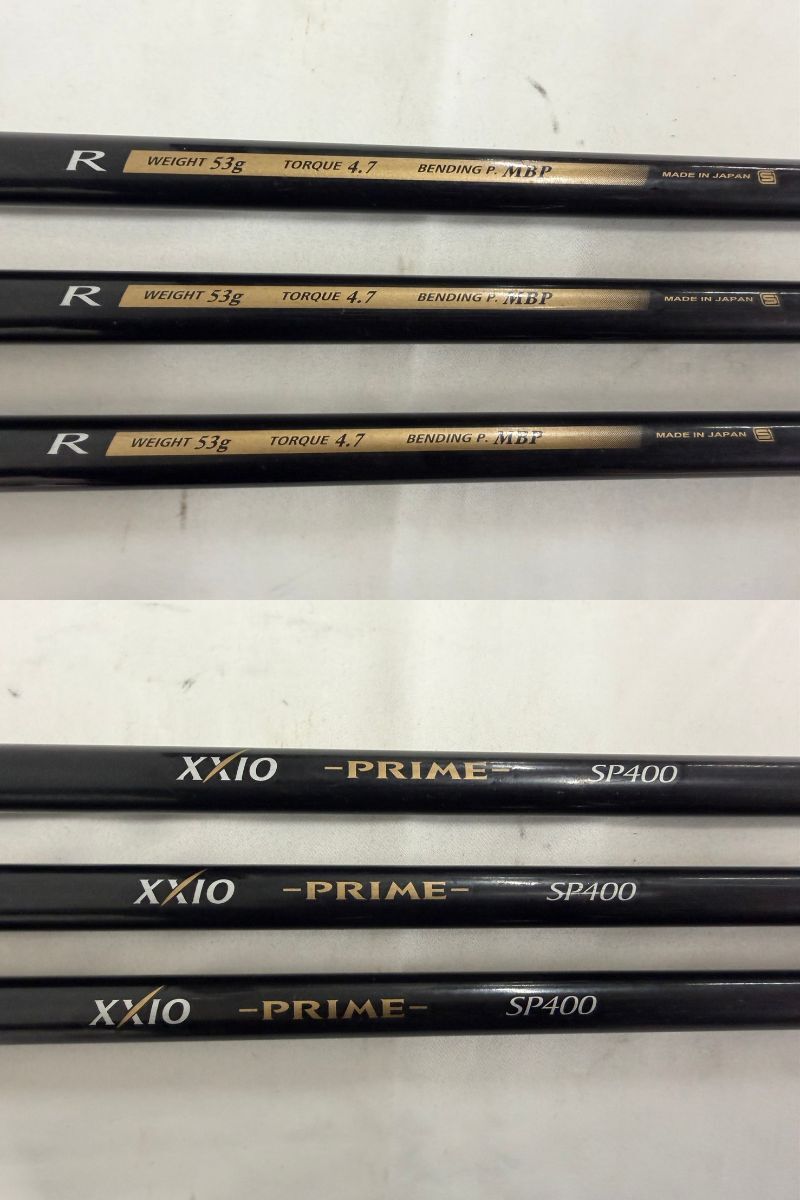 R WEIGHT 53g TORQUE 4.7 BENDING P. MBP MADE IN JAPAN S
R WEIGHT 53g TORQUE 4.7 BENDING P. MBP MADE IN JAPAN S
R WEIGHT 53g TORQUE 4.7 BENDING P. MBP MADE IN JAPAN S
XXIO -PRIME- SP400
XXIO -PRIME- SP400
XXIO -PRIME- SP400